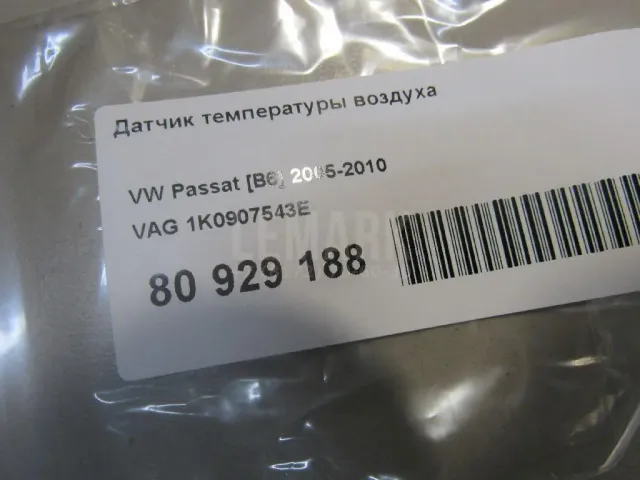 Датчик температуры воздуха
VW Passat [B6] 2005-2010
VAG 1K0907543E
80 929 188